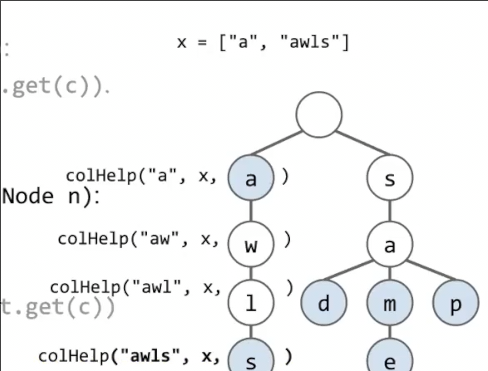 x = ["a", "awls"]
:
.get(c)).
colHelp("a", x, a ) s
Node n):
colHelp("aw", x, w ) a
colHelp("awl", x, l ) d m p
t.get(c))
colHelp("awls", x, s ) e